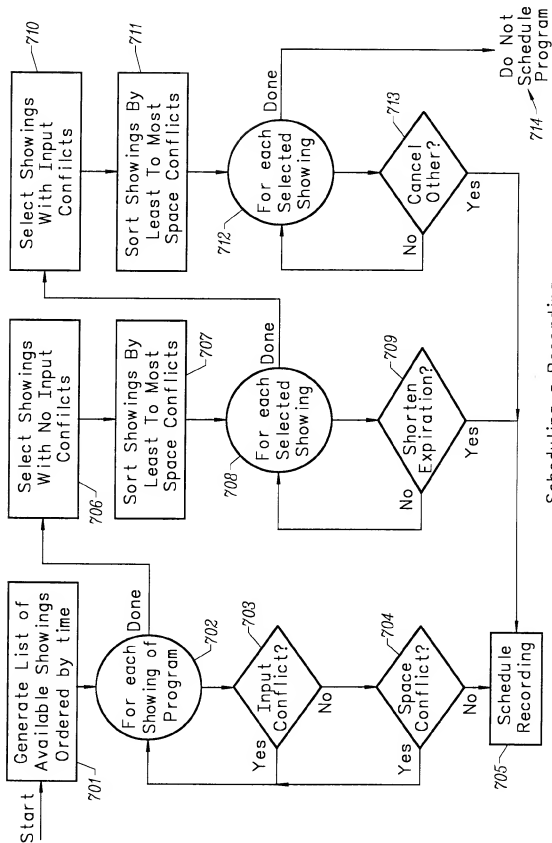 Start
Generate List of
Available Showings
Ordered by time
701
For each
Showing of
Program
702
Done
Input
Conflict?
703
Yes
No
Space
Conflict?
704
Yes
No
Schedule
Recording
705
Select Showings
With No Input
Confilcts
706
Sort Showings By
Least To Most
Space Conflicts
707
For each
Selected
Showing
708
Done
Shorten
Expiration?
709
No
Yes
Select Showings
With Input
Confilcts
710
Sort Showings By
Least To Most
Space Conflicts
711
For each
Selected
Showing
712
Done
Cancel
Other?
713
No
Yes
Do Not
Schedule
Program
714